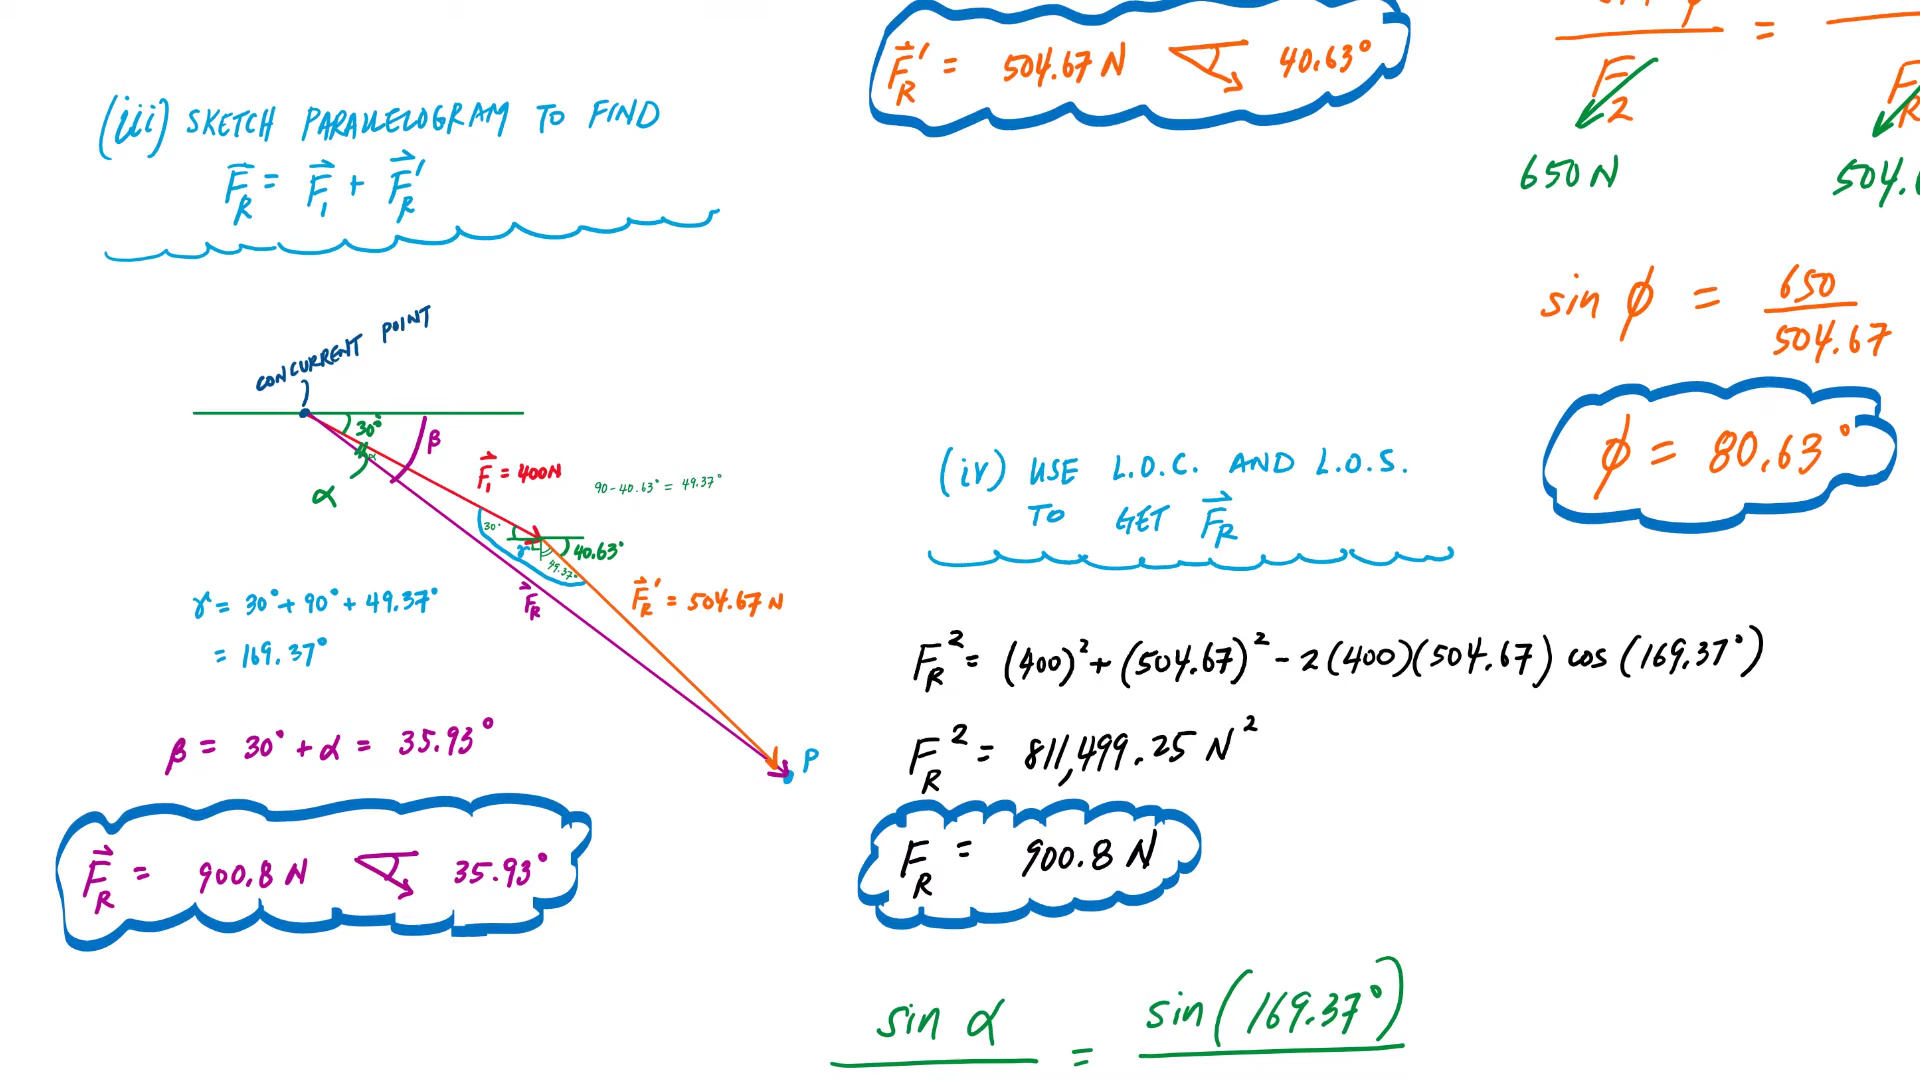 F⃗R' = 504.67 N 40.63°
(iii) SKETCH PARALLELOGRAM TO FIND
F⃗R = F⃗1 + F⃗R'
CONCURRENT POINT
30°
β
α
F⃗1 = 400N
90 - 40.63° = 49.37°
30°
γ
40.63°
49.37°
F⃗R
F⃗R' = 504.67 N
P
γ = 30° + 90° + 49.37°
= 169.37°
β = 30° + α = 35.93°
F⃗R = 900.8 N 35.93°
F2
=
FR
650 N
504.6
sin φ = 650
504.67
φ = 80.63°
(iv) USE L.O.C. AND L.O.S.
TO GET F⃗R
FR² = (400)² + (504.67)² - 2(400)(504.67) cos (169.37°)
FR² = 811,499.25 N²
FR = 900.8 N
sin α = sin(169.37°)